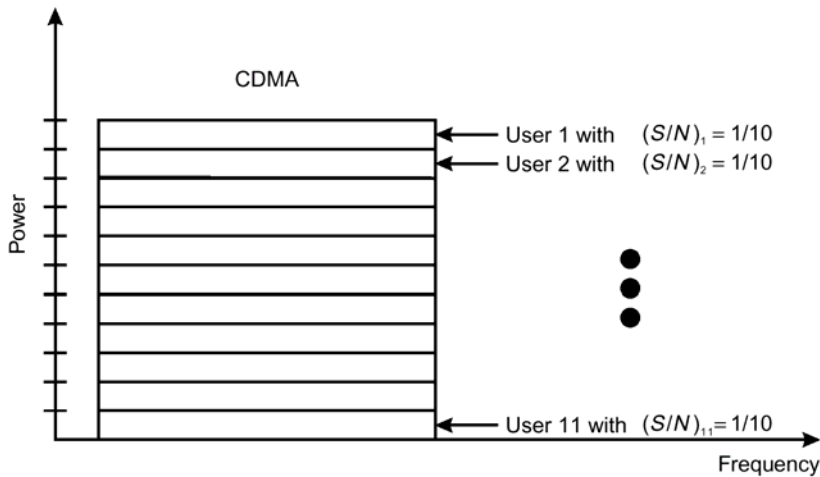 CDMA
User 1 with (S/N)₁ = 1/10
User 2 with (S/N)₂ = 1/10
Power
User 11 with (S/N)₁₁= 1/10
Frequency